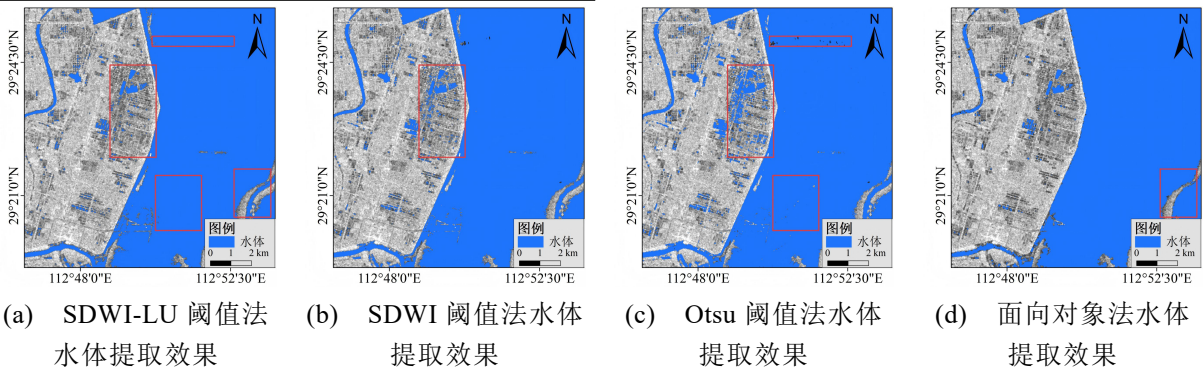 N
N
N
N
29°24'30"N
29°24'30"N
29°24'30"N
29°24'30"N
29°21'0"N
29°21'0"N
29°21'0"N
29°21'0"N
图例
水体
0 1 2 km
图例
水体
0 1 2 km
图例
水体
0 1 2 km
图例
水体
0 1 2 km
112°48'0"E 112°52'30"E
112°48'0"E 112°52'30"E
112°48'0"E 112°52'30"E
112°48'0"E 112°52'30"E
(a) SDWI-LU 阈值法
水体提取效果
(b) SDWI 阈值法水体
提取效果
(c) Otsu 阈值法水体
提取效果
(d) 面向对象法水体
提取效果